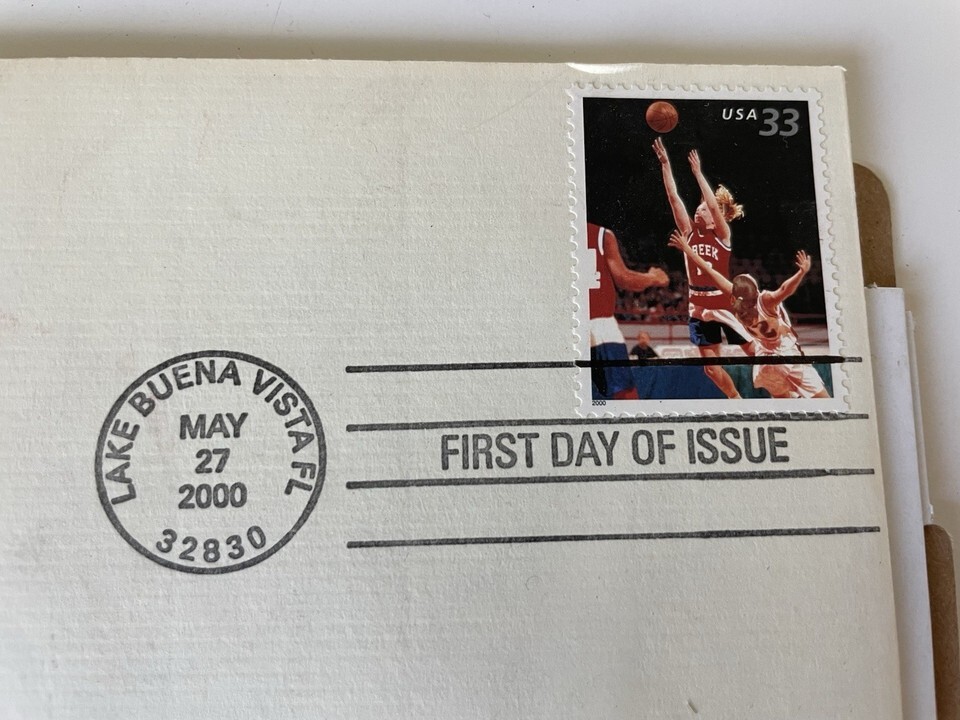 USA 33
REEK
2000
LAKE BUENA VISTA FL
MAY
27
2000
32830
FIRST DAY OF ISSUE